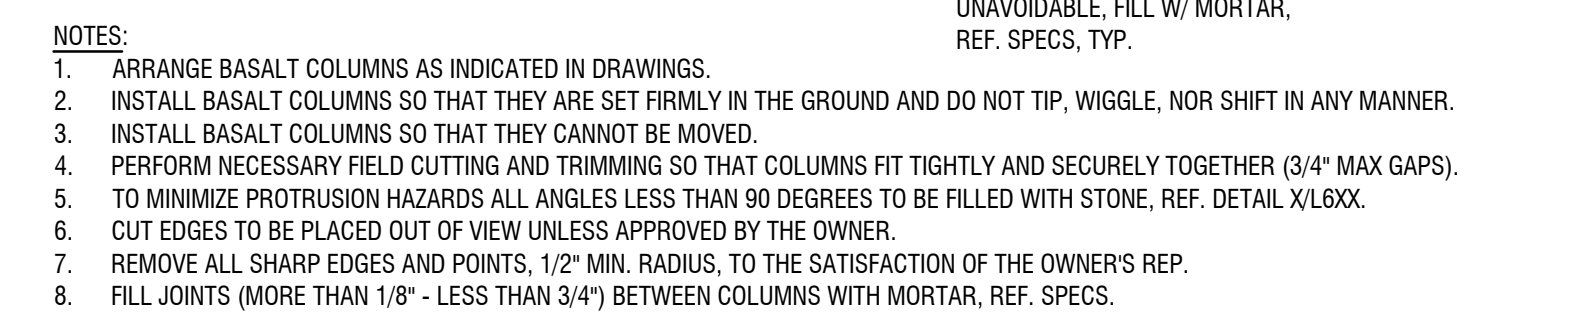 UNAVOIDABLE, FILL W/ MORTAR,
REF. SPECS, TYP.
NOTES:
1. ARRANGE BASALT COLUMNS AS INDICATED IN DRAWINGS.
2. INSTALL BASALT COLUMNS SO THAT THEY ARE SET FIRMLY IN THE GROUND AND DO NOT TIP, WIGGLE, NOR SHIFT IN ANY MANNER.
3. INSTALL BASALT COLUMNS SO THAT THEY CANNOT BE MOVED.
4. PERFORM NECESSARY FIELD CUTTING AND TRIMMING SO THAT COLUMNS FIT TIGHTLY AND SECURELY TOGETHER (3/4" MAX GAPS).
5. TO MINIMIZE PROTRUSION HAZARDS ALL ANGLES LESS THAN 90 DEGREES TO BE FILLED WITH STONE, REF. DETAIL X/L6XX.
6. CUT EDGES TO BE PLACED OUT OF VIEW UNLESS APPROVED BY THE OWNER.
7. REMOVE ALL SHARP EDGES AND POINTS, 1/2" MIN. RADIUS, TO THE SATISFACTION OF THE OWNER'S REP.
8. FILL JOINTS (MORE THAN 1/8" - LESS THAN 3/4") BETWEEN COLUMNS WITH MORTAR, REF. SPECS.